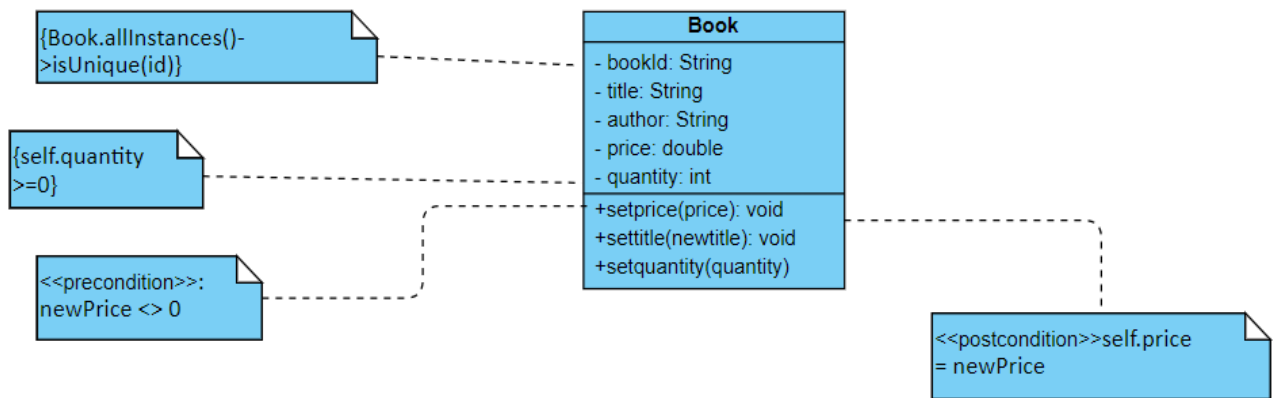 {Book.allInstances()-
>isUnique(id)}
{self.quantity
>=0}
<<precondition>>:
newPrice <> 0
Book
- bookId: String
- title: String
- author: String
- price: double
- quantity: int
+setprice(price): void
+settitle(newtitle): void
+setquantity(quantity)
<<postcondition>>self.price
= newPrice